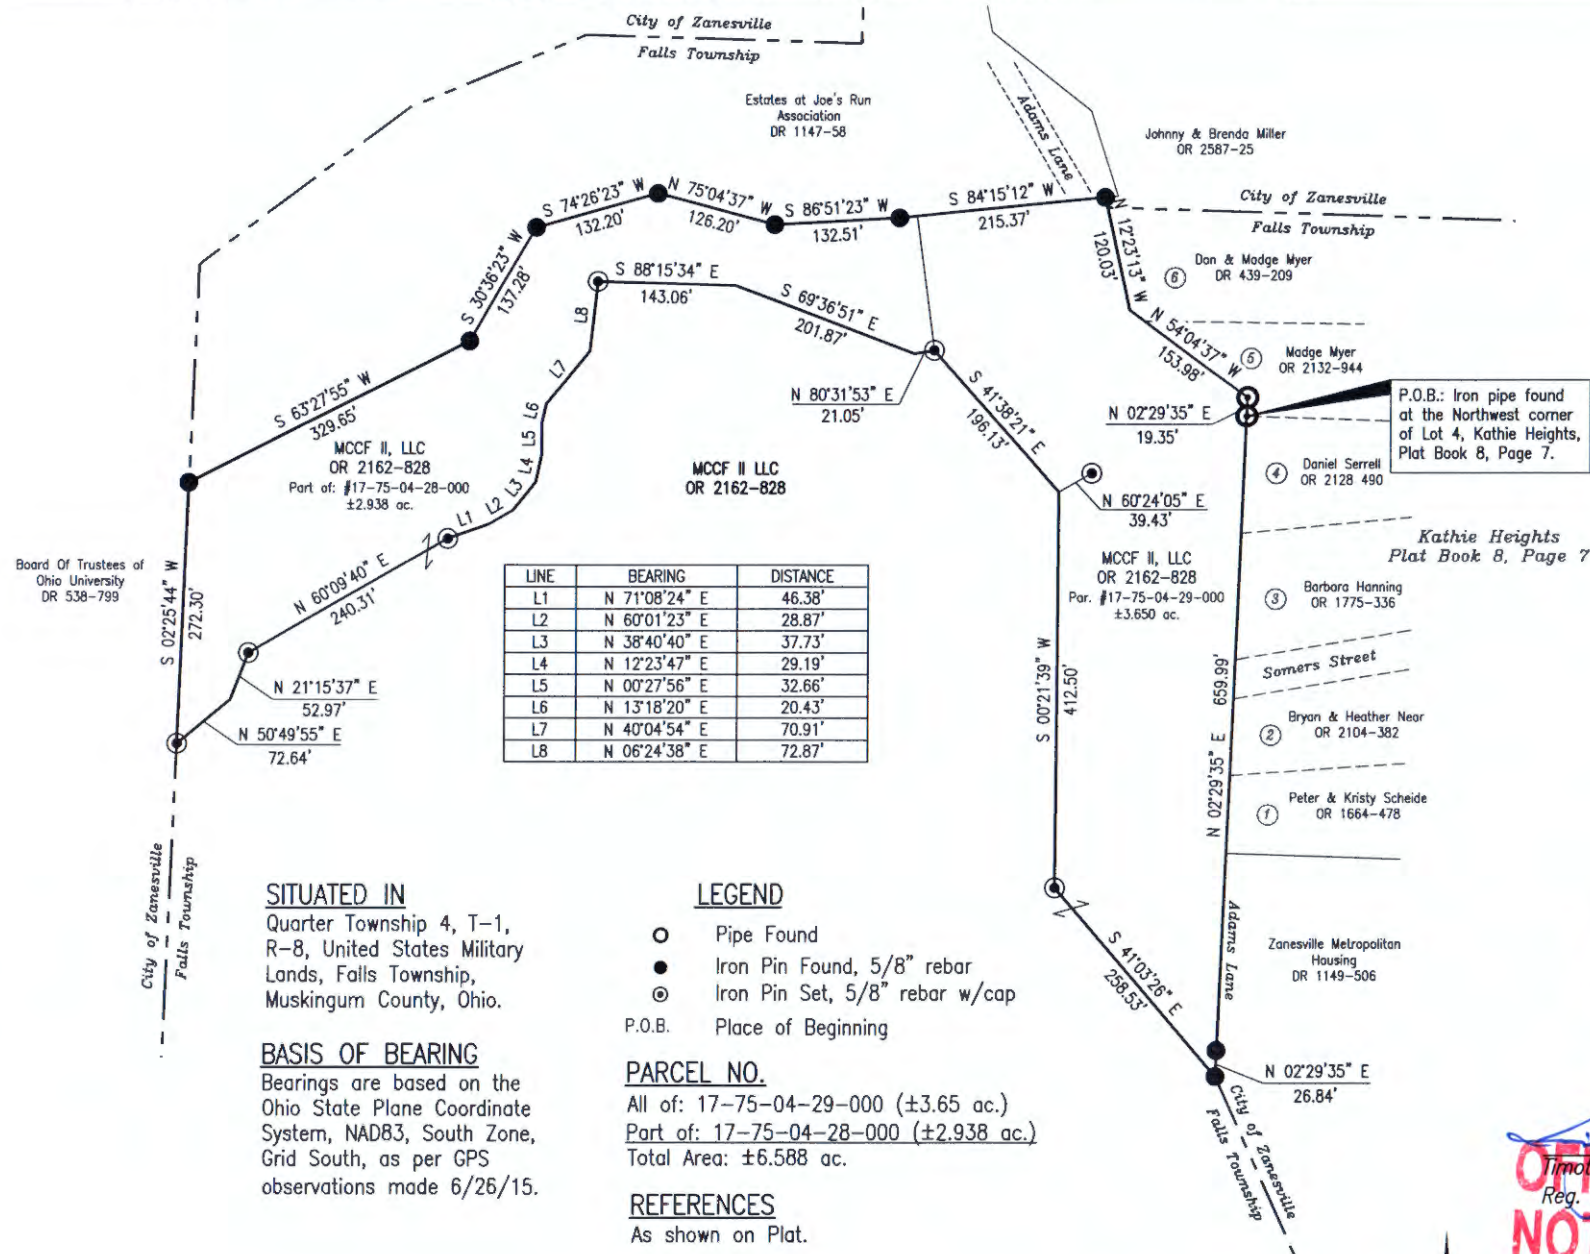 City of Zanesville
Falls Township
Estates at Joe's Run
Association
DR 1147-58
Adams Lane
Johnny & Brenda Miller
OR 2587-25
City of Zanesville
Falls Township
S 74°26'23" W
132.20'
N 75°04'37" W
126.20'
S 86°51'23" W
132.51'
S 84°15'12" W
215.37'
N 12°23'13" W
120.03'
Don & Madge Myer
DR 439-209
6
S 30°36'23" W
137.28'
S 88°15'34" E
143.06'
S 69°36'51" E
201.87'
N 54°04'37" W
153.98'
5
Madge Myer
OR 2132-944
L8
L7
L6
L5
L4
L3
L2
L1
S 63°27'55" W
329.65'
N 80°31'53" E
21.05'
S 41°38'21" E
196.13'
N 02°29'35" E
19.35'
P.O.B.: Iron pipe found
at the Northwest corner
of Lot 4, Kathie Heights,
Plat Book 8, Page 7.
MCCF II, LLC
OR 2162-828
Part of: #17-75-04-28-000
±2.938 ac.
MCCF II LLC
OR 2162-828
4
Daniel Serrell
OR 2128 490
N 60°24'05" E
39.43'
Kathie Heights
Plat Book 8, Page 7
Board Of Trustees of
Ohio University
DR 538-799
S 02°25'44" W
272.30'
N 60°09'40" E
240.31'
MCCF II, LLC
OR 2162-828
Par. #17-75-04-29-000
±3.650 ac.
3
Barbara Hanning
OR 1775-336
LINE BEARING DISTANCE
L1 N 71°08'24" E 46.38'
L2 N 60°01'23" E 28.87'
L3 N 38°40'40" E 37.73'
L4 N 12°23'47" E 29.19'
L5 N 00°27'56" E 32.66'
L6 N 13°18'20" E 20.43'
L7 N 40°04'54" E 70.91'
L8 N 06°24'38" E 72.87'
Somers Street
N 21°15'37" E
52.97'
N 50°49'55" E
72.64'
S 00°21'39" W
412.50'
N 02°29'35" E 659.99'
2
Bryan & Heather Near
OR 2104-382
1
Peter & Kristy Scheide
OR 1664-478
City of Zanesville
Falls Township
SITUATED IN
Quarter Township 4, T-1,
R-8, United States Military
Lands, Falls Township,
Muskingum County, Ohio.
LEGEND
Pipe Found
Iron Pin Found, 5/8" rebar
Iron Pin Set, 5/8" rebar w/cap
P.O.B. Place of Beginning
S 41°03'26" E
258.53'
Adams Lane
Zanesville Metropolitan
Housing
DR 1149-506
BASIS OF BEARING
Bearings are based on the
Ohio State Plane Coordinate
System, NAD83, South Zone,
Grid South, as per GPS
observations made 6/26/15.
PARCEL NO.
All of: 17-75-04-29-000 (±3.65 ac.)
Part of: 17-75-04-28-000 (±2.938 ac.)
Total Area: ±6.588 ac.
N 02°29'35" E
26.84'
City of Zanesville
Falls Township
REFERENCES
As shown on Plat.
Timot
Reg.
NOT